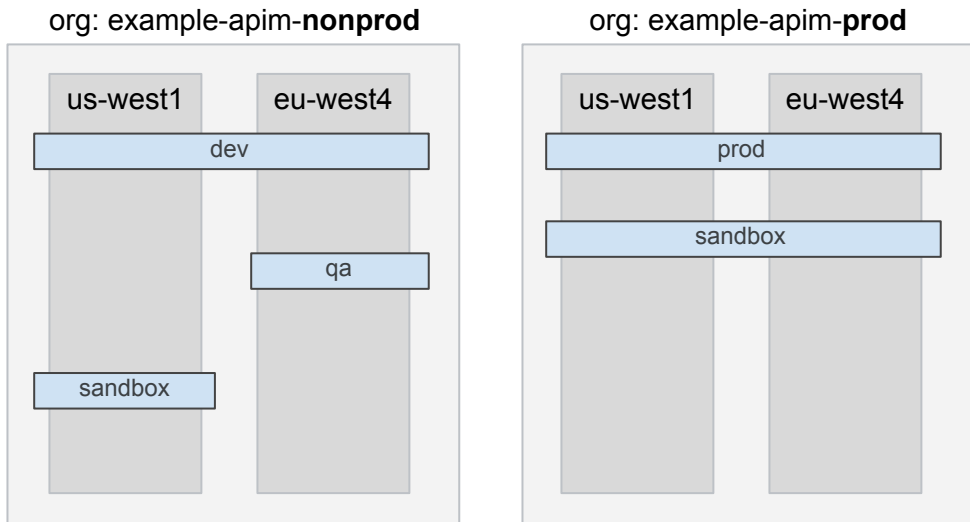 org: example-apim-nonprod
us-west1
eu-west4
dev
qa
sandbox
org: example-apim-prod
us-west1
eu-west4
prod
sandbox